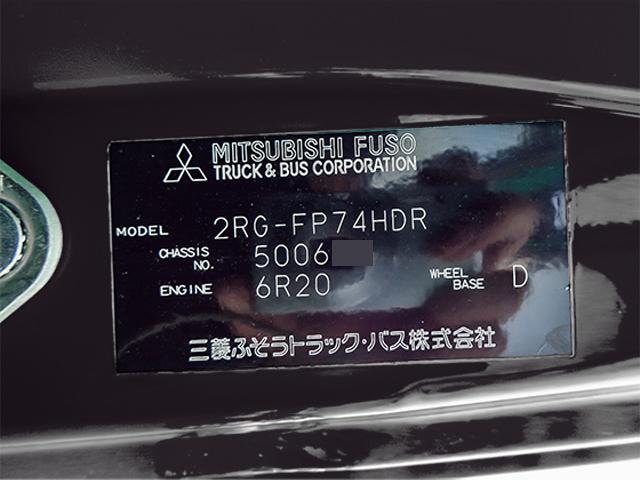 MITSUBISHI FUSO
TRUCK & BUS CORPORATION
MODEL 2RG-FP74HDR
CHASSIS NO. 5006
ENGINE 6R20 WHEEL BASE D
三菱ふそうトラック・バス株式会社